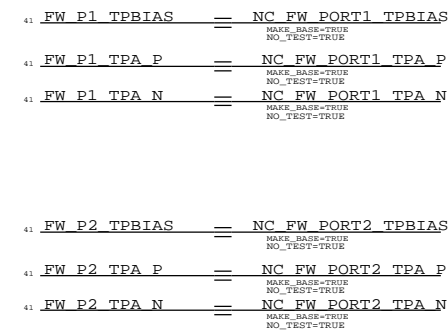 41 FW_P1_TPBIAS = NC_FW_PORT1_TPBIAS
MAKE_BASE=TRUE
NO_TEST=TRUE
41 FW_P1_TPA_P = NC_FW_PORT1_TPA_P
MAKE_BASE=TRUE
NO_TEST=TRUE
41 FW_P1_TPA_N = NC_FW_PORT1_TPA_N
MAKE_BASE=TRUE
NO_TEST=TRUE
41 FW_P2_TPBIAS = NC_FW_PORT2_TPBIAS
MAKE_BASE=TRUE
NO_TEST=TRUE
41 FW_P2_TPA_P = NC_FW_PORT2_TPA_P
MAKE_BASE=TRUE
NO_TEST=TRUE
41 FW_P2_TPA_N = NC_FW_PORT2_TPA_N
MAKE_BASE=TRUE
NO_TEST=TRUE